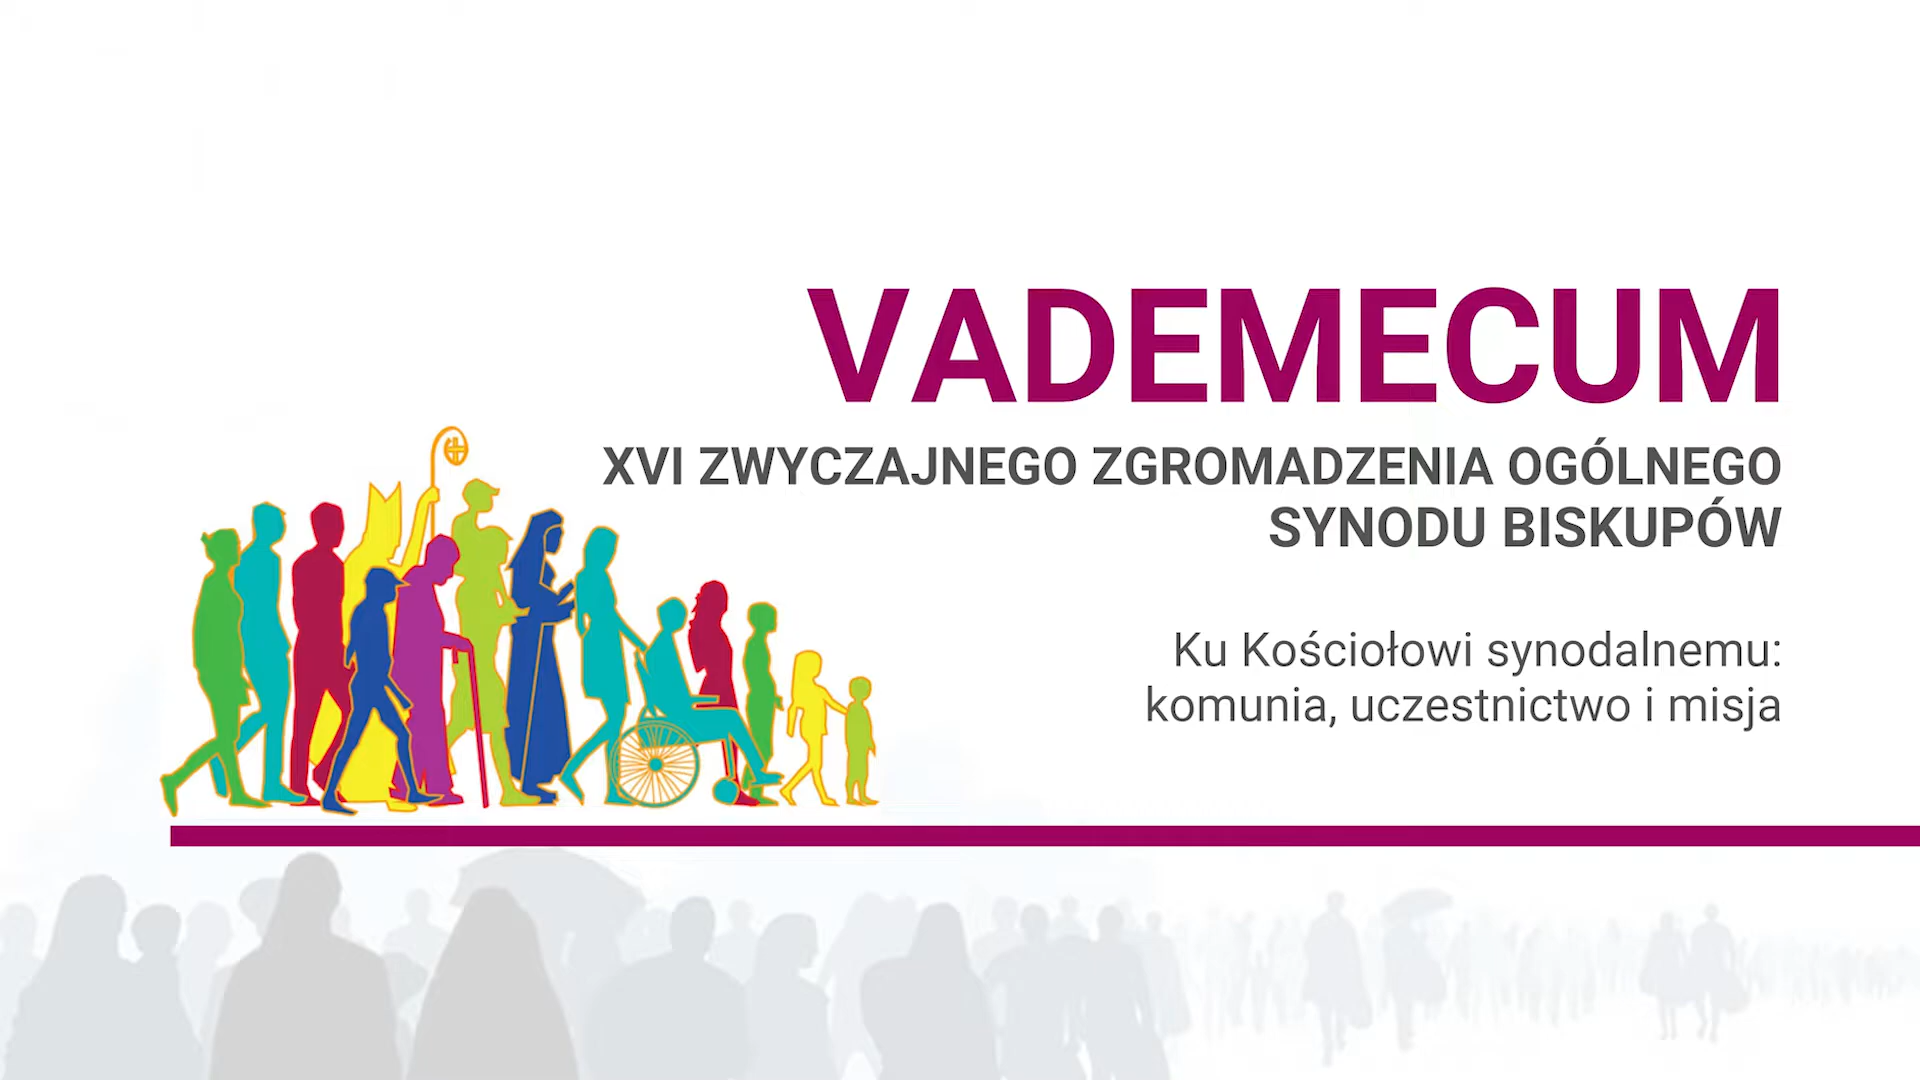 VADEMECUM
XVI ZWYCZAJNEGO ZGROMADZENIA OGÓLNEGO
SYNODU BISKUPÓW
Ku Kościołowi synodalnemu:
komunia, uczestnictwo i misja